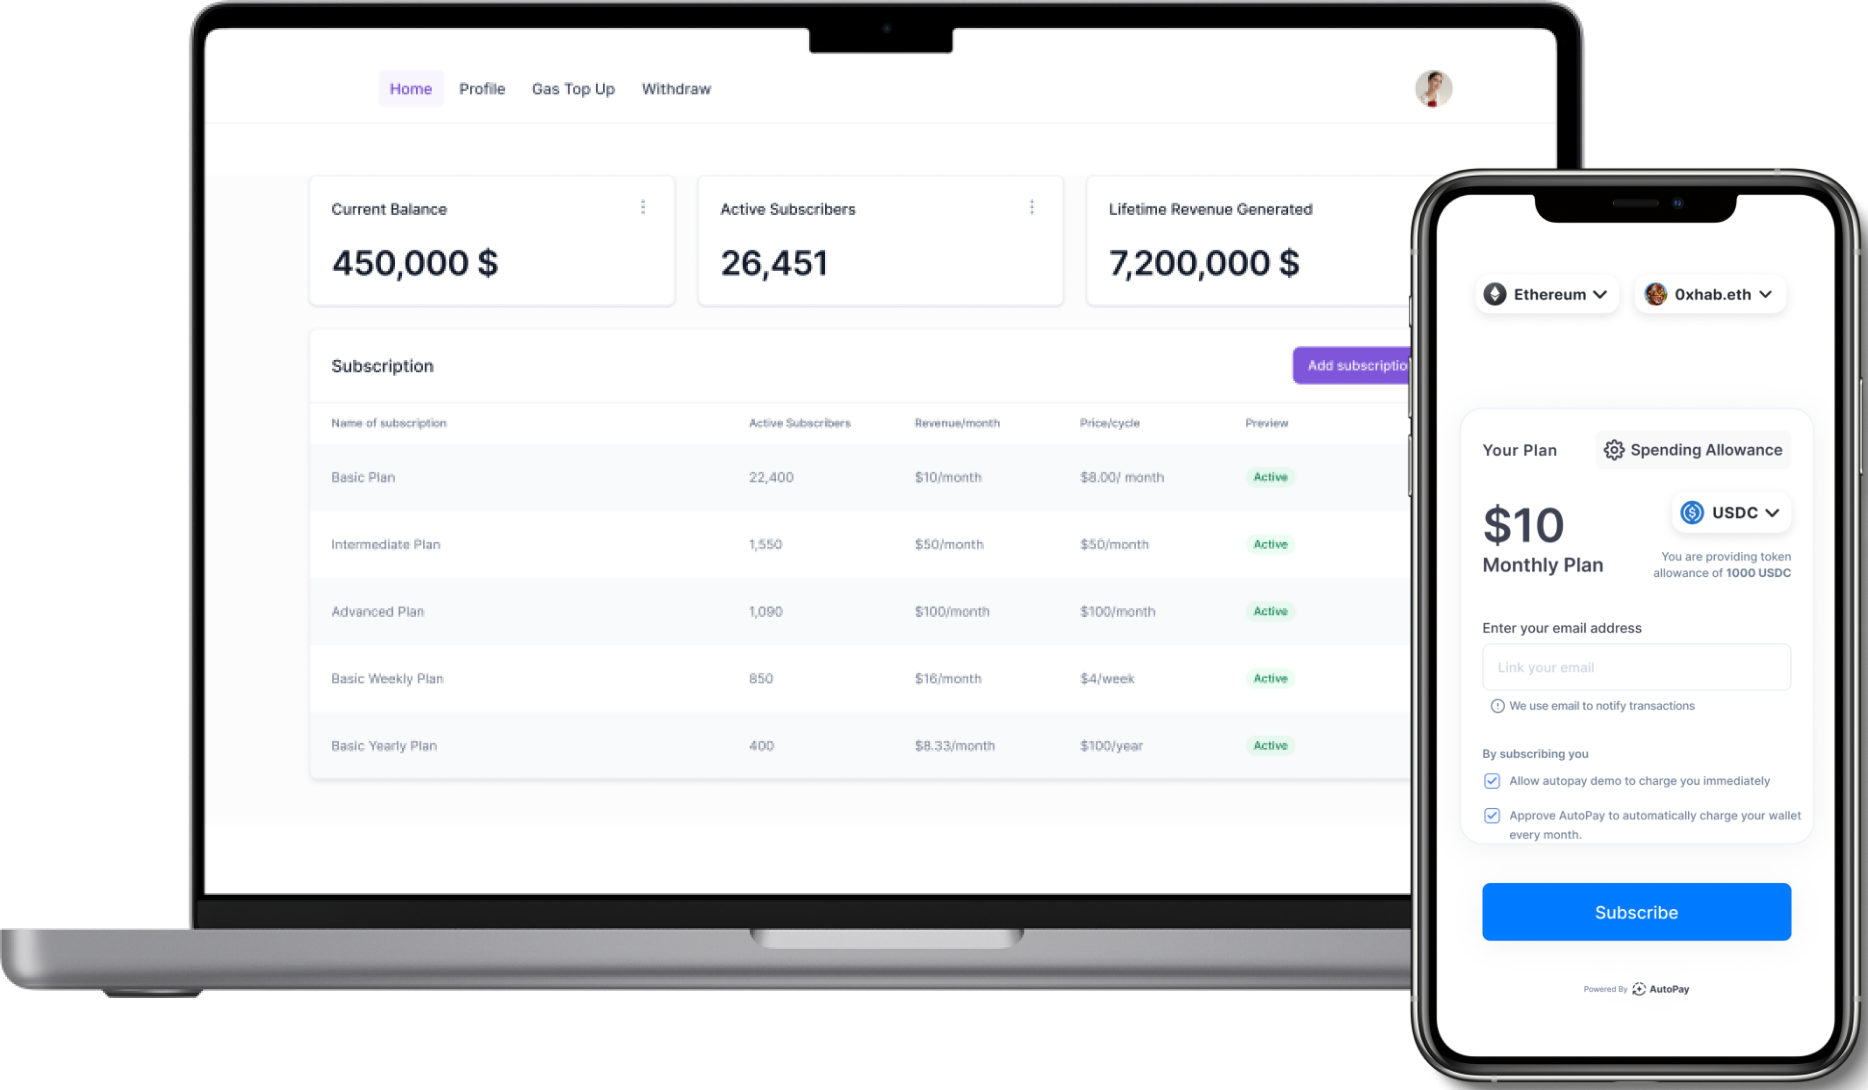 Home Profile Gas Top Up Withdraw
Current Balance
450,000 $
Active Subscribers
26,451
Lifetime Revenue Generated
7,200,000 $
Subscription
Add subscriptio
Name of subscription Active Subscribers Revenue/month Price/cycle Preview
Basic Plan 22,400 $10/month $8.00/ month Active
Intermediate Plan 1,550 $50/month $50/month Active
Advanced Plan 1,090 $100/month $100/month Active
Basic Weekly Plan 850 $16/month $4/week Active
Basic Yearly Plan 400 $8.33/month $100/year Active
Ethereum 0xhab.eth
Your Plan Spending Allowance
$10 USDC
Monthly Plan
You are providing token
allowance of 1000 USDC
Enter your email address
Link your email
We use email to notify transactions
By subscribing you
Allow autopay demo to charge you immediately
Approve AutoPay to automatically charge your wallet
every month.
Subscribe
Powered By AutoPay